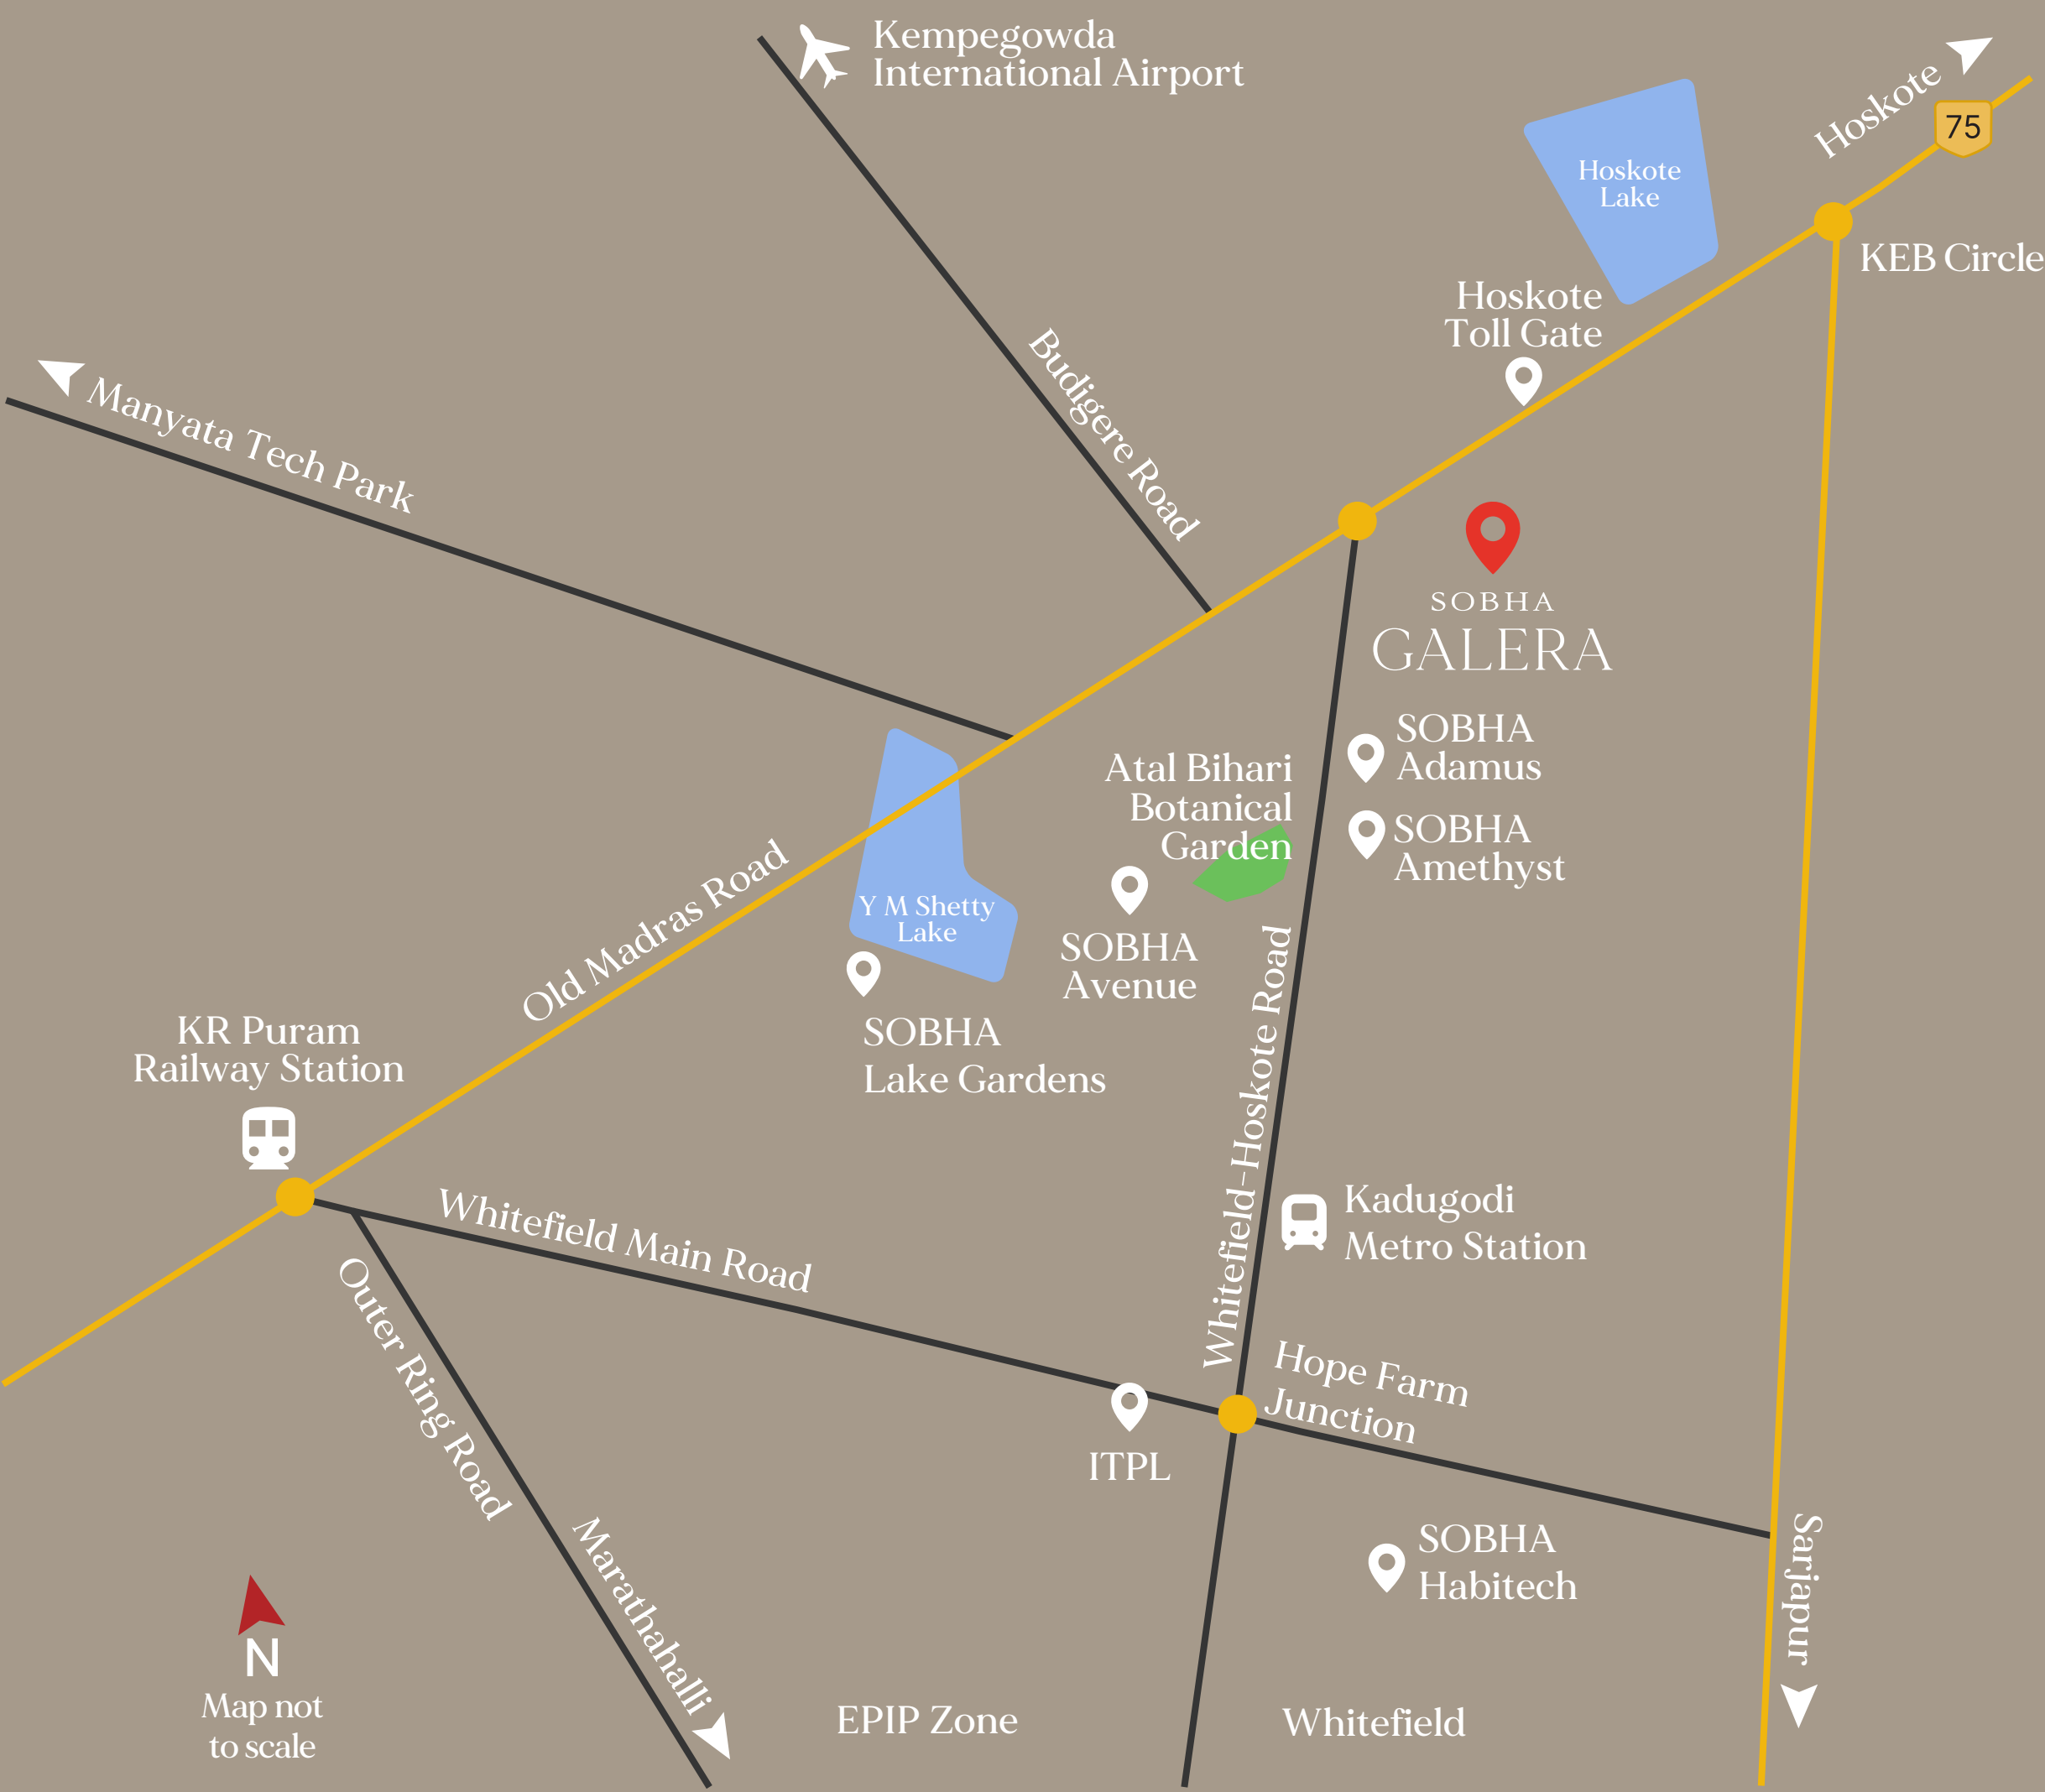 Kempegowda
International Airport
Hoskote
75
Hoskote
Lake
KEB Circle
Hoskote
Toll Gate
Budigere Road
Manyata Tech Park
SOBHA
GALERA
SOBHA
Adamus
Atal Bihari
Botanical
Garden
SOBHA
Amethyst
Old Madras Road
Y M Shetty
Lake
SOBHA
Avenue
SOBHA
Lake Gardens
KR Puram
Railway Station
Whitefield-Hoskote Road
Whitefield Main Road
Kadugodi
Metro Station
Outer Ring Road
Hope Farm
Junction
ITPL
SOBHA
Habitech
Sarjapur
Marathahalli
N
Map not
to scale
EPIP Zone
Whitefield